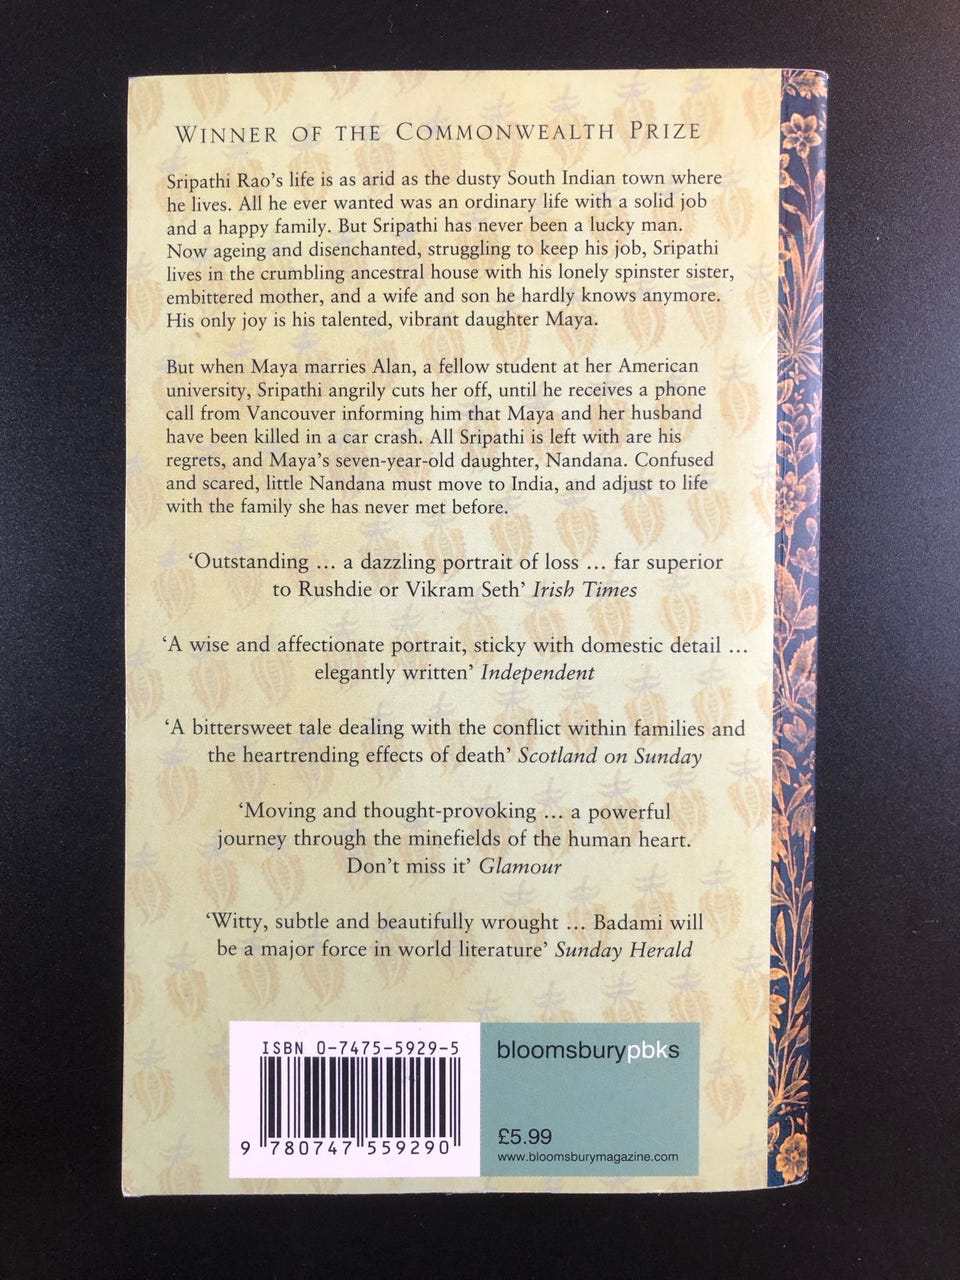 WINNER OF THE COMMONWEALTH PRIZE
Sripathi Rao's life is as arid as the dusty South Indian town where
he lives. All he ever wanted was an ordinary life with a solid job
and a happy family. But Sripathi has never been a lucky man.
Now ageing and disenchanted, struggling to keep his job, Sripathi
lives in the crumbling ancestral house with his lonely spinster sister,
embittered mother, and a wife and son he hardly knows anymore.
His only joy is his talented, vibrant daughter Maya.
But when Maya marries Alan, a fellow student at her American
university, Sripathi angrily cuts her off, until he receives a phone
call from Vancouver informing him that Maya and her husband
have been killed in a car crash. All Sripathi is left with are his
regrets, and Maya's seven-year-old daughter, Nandana. Confused
and scared, little Nandana must move to India, and adjust to life
with the family she has never met before.
‘Outstanding … a dazzling portrait of loss … far superior
to Rushdie or Vikram Seth’ Irish Times
‘A wise and affectionate portrait, sticky with domestic detail …
elegantly written’ Independent
‘A bittersweet tale dealing with the conflict within families and
the heartrending effects of death’ Scotland on Sunday
‘Moving and thought-provoking … a powerful
journey through the minefields of the human heart.
Don't miss it’ Glamour
‘Witty, subtle and beautifully wrought … Badami will
be a major force in world literature’ Sunday Herald
ISBN 0-7475-5929-5
9 780747 559290
bloomsburypbks
£5.99
www.bloomsburymagazine.com